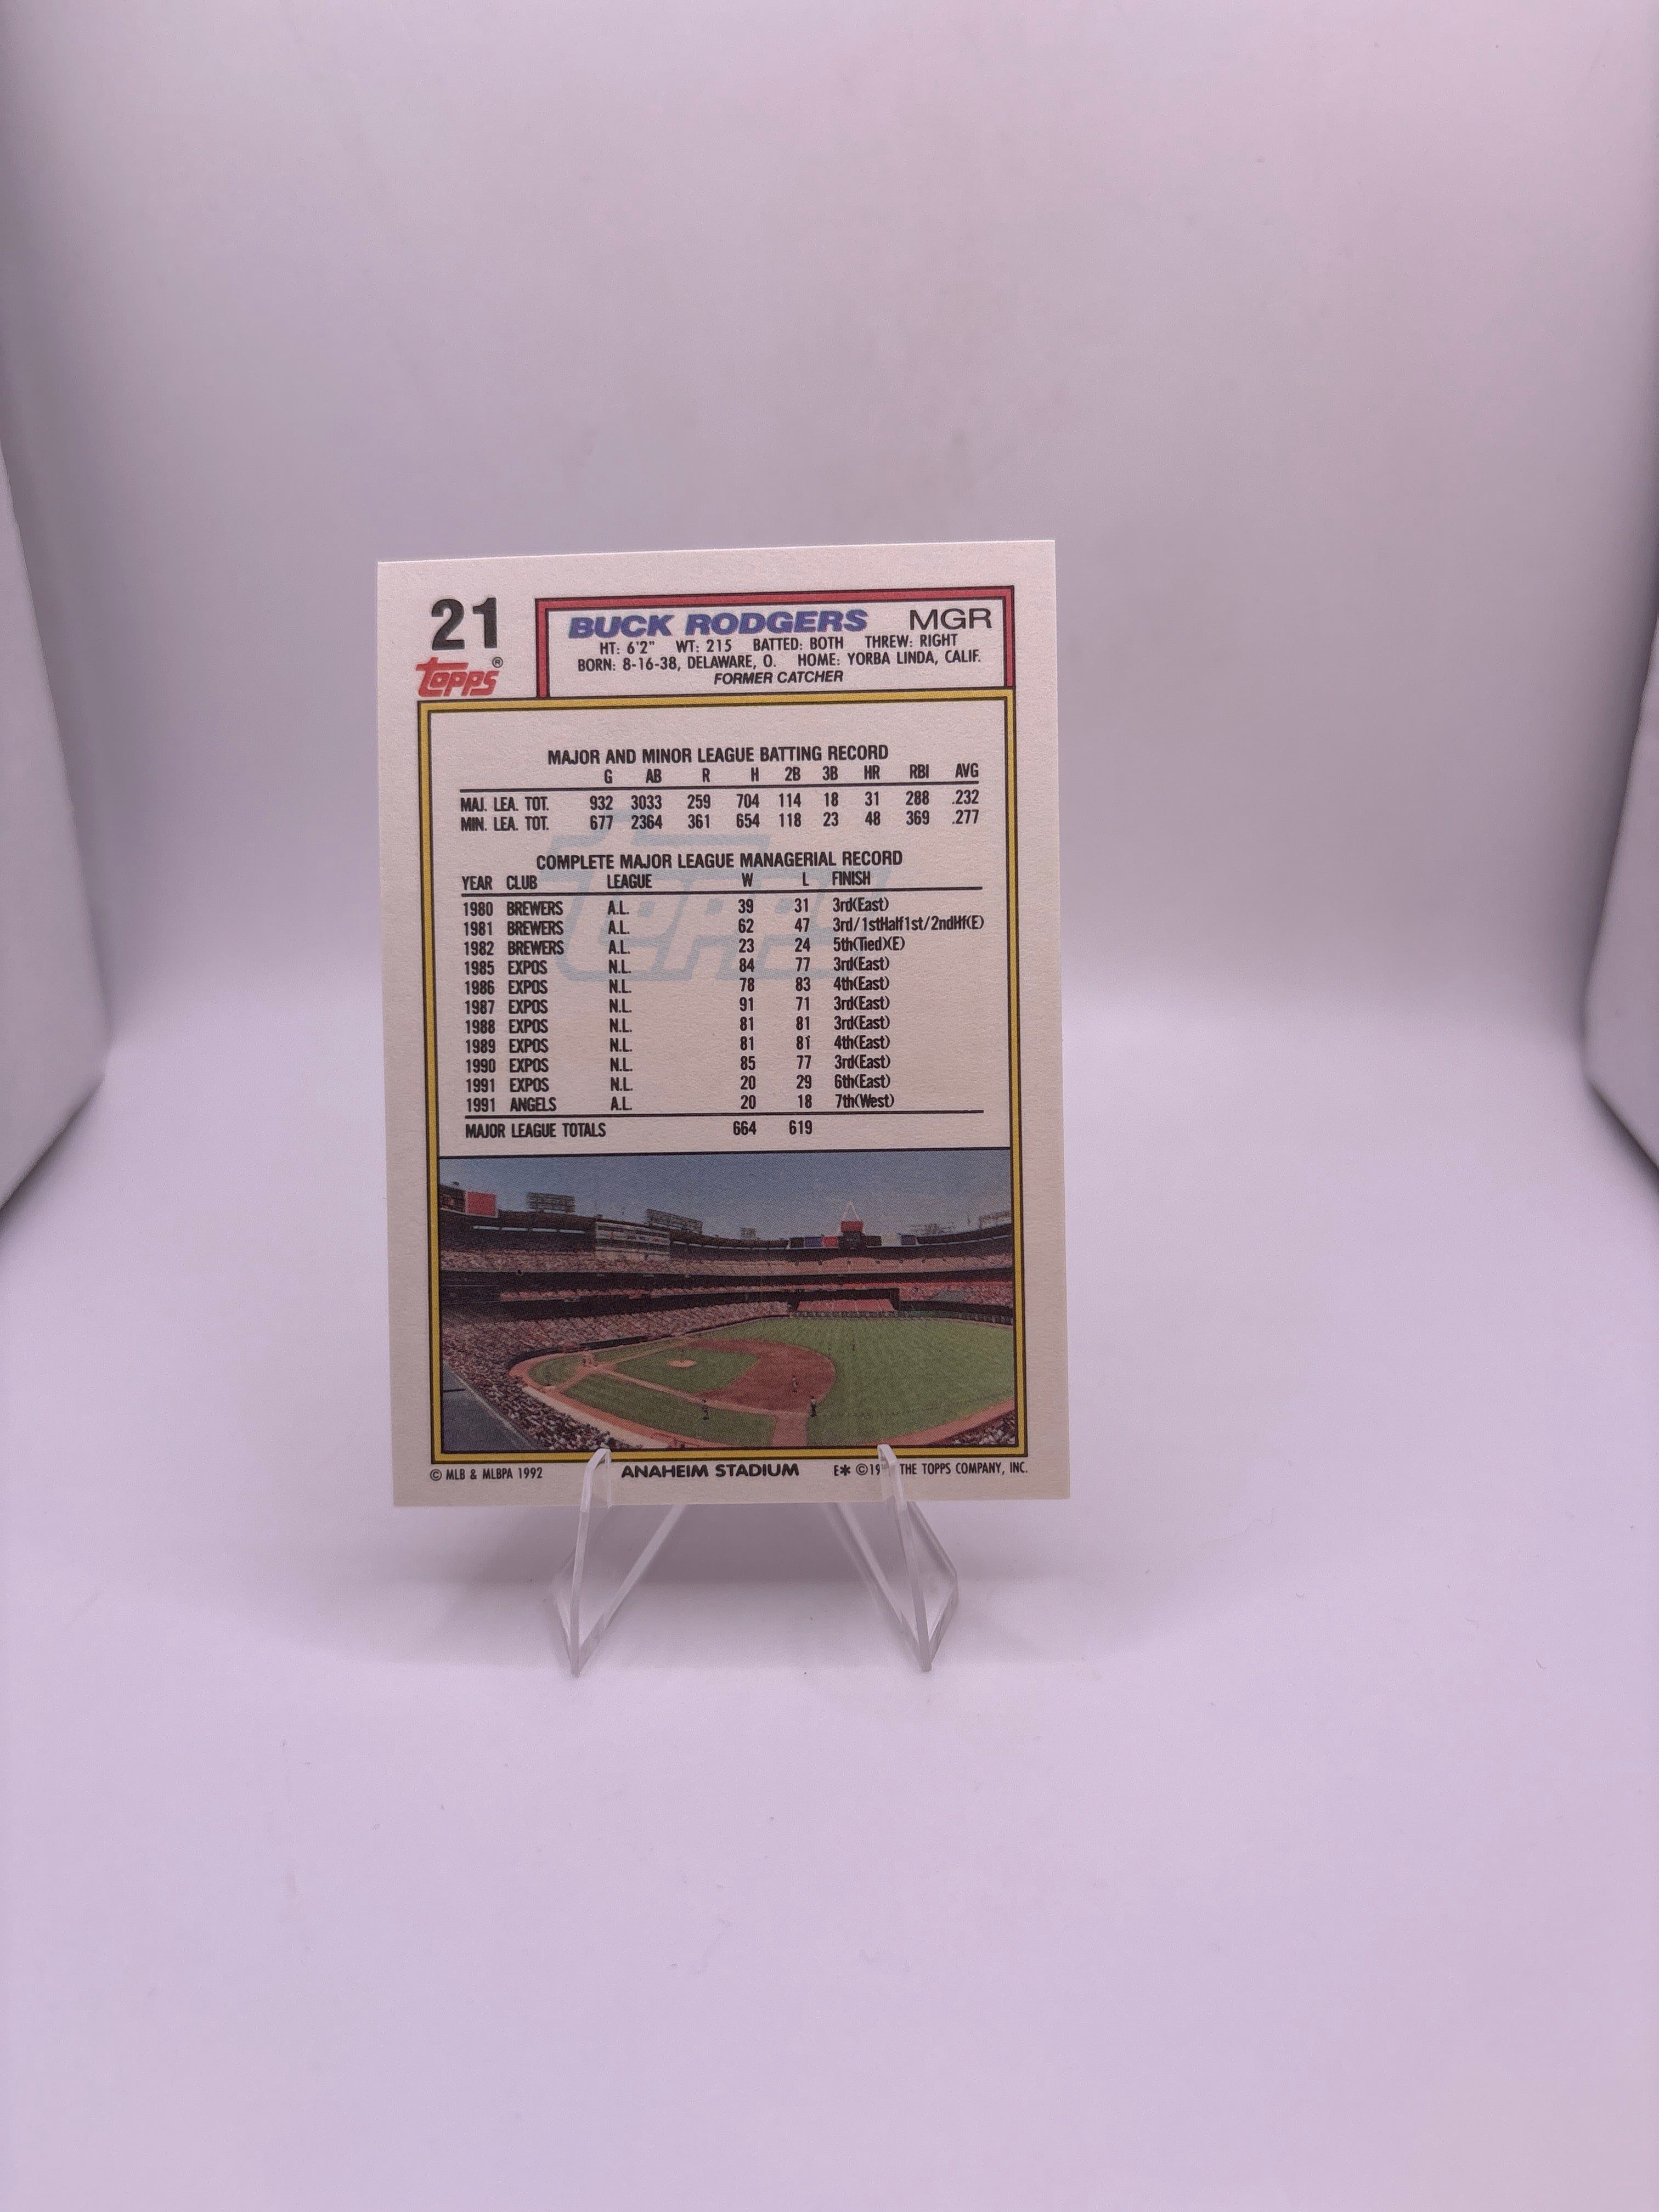 21
Topps®
BUCK RODGERS MGR
HT: 6'2" WT: 215 BATTED: BOTH THREW: RIGHT
BORN: 8-16-38, DELAWARE, O. HOME: YORBA LINDA, CALIF.
FORMER CATCHER
MAJOR AND MINOR LEAGUE BATTING RECORD
G AB R H 2B 3B HR RBI AVG
MAJ. LEA. TOT. 932 3033 259 704 114 18 31 288 .232
MIN. LEA. TOT. 677 2364 361 654 118 23 48 369 .277
Topps
COMPLETE MAJOR LEAGUE MANAGERIAL RECORD
YEAR CLUB LEAGUE W L FINISH
1980 BREWERS A.L. 39 31 3rd(East)
1981 BREWERS A.L. 62 47 3rd/1stHalf1st/2ndHf(E)
1982 BREWERS A.L. 23 24 5th(Tied)(E)
1985 EXPOS N.L. 84 77 3rd(East)
1986 EXPOS N.L. 78 83 4th(East)
1987 EXPOS N.L. 91 71 3rd(East)
1988 EXPOS N.L. 81 81 3rd(East)
1989 EXPOS N.L. 81 81 4th(East)
1990 EXPOS N.L. 85 77 3rd(East)
1991 EXPOS N.L. 20 29 6th(East)
1991 ANGELS A.L. 20 18 7th(West)
MAJOR LEAGUE TOTALS 664 619
© MLB & MLBPA 1992 ANAHEIM STADIUM E* © THE TOPPS COMPANY, INC.